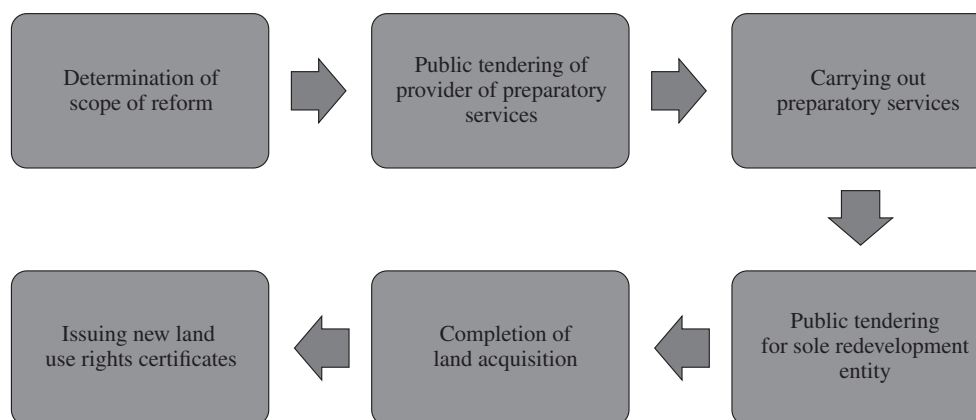 Determination of
scope of reform
Public tendering of
provider of preparatory
services
Carrying out
preparatory services
Public tendering
for sole redevelopment
entity
Completion of
land acquisition
Issuing new land
use rights certificates